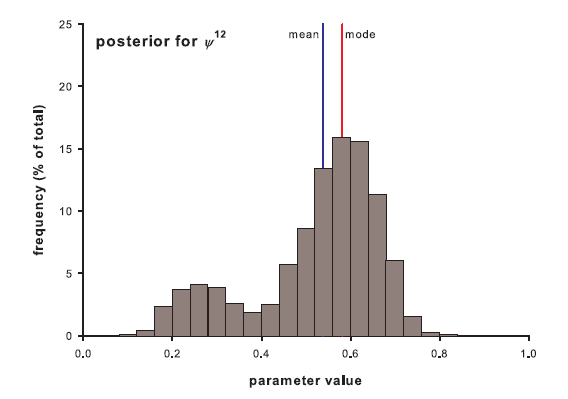 25
mean
mode
posterior for ψ12
20
15
10
5
0
frequency (% of total)
0.0
0.2
0.4
0.6
0.8
1.0
parameter value